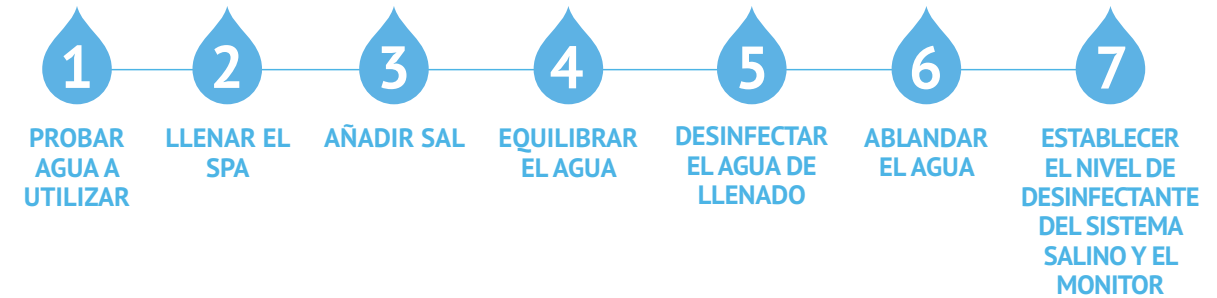 1
PROBAR
AGUA A
UTILIZAR
2
LLENAR EL
SPA
3
AÑADIR SAL
4
EQUILIBRAR
EL AGUA
5
DESINFECTAR
EL AGUA DE
LLENADO
6
ABLANDAR
EL AGUA
7
ESTABLECER
EL NIVEL DE
DESINFECTANTE
DEL SISTEMA
SALINO Y EL
MONITOR